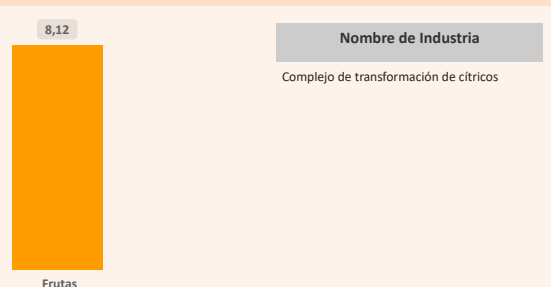 8,12
Nombre de Industria
Complejo de transformación de cítricos
Frutas